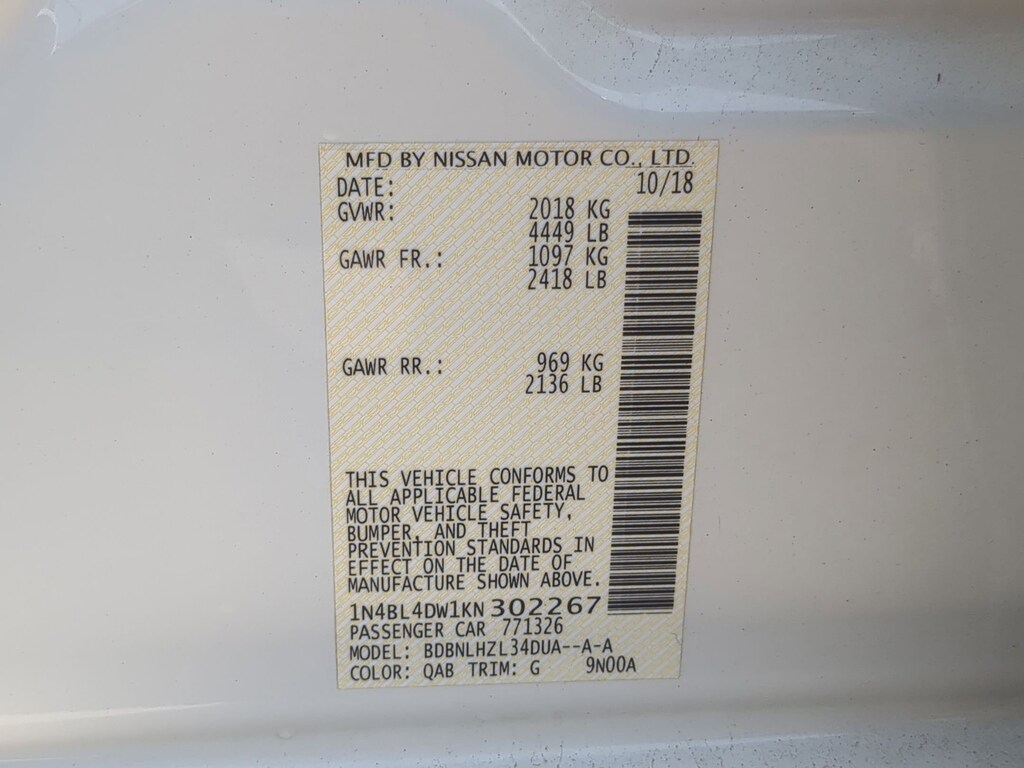 MFD BY NISSAN MOTOR CO., LTD.
DATE: 10/18
GVWR: 2018 KG
4449 LB
GAWR FR.: 1097 KG
2418 LB
GAWR RR.: 969 KG
2136 LB
THIS VEHICLE CONFORMS TO
ALL APPLICABLE FEDERAL
MOTOR VEHICLE SAFETY,
BUMPER, AND THEFT
PREVENTION STANDARDS IN
EFFECT ON THE DATE OF
MANUFACTURE SHOWN ABOVE.
1N4BL4DW1KN302267
PASSENGER CAR 771326
MODEL: BDBNLHZL34DUA--A-A
COLOR: QAB TRIM: G 9N00A